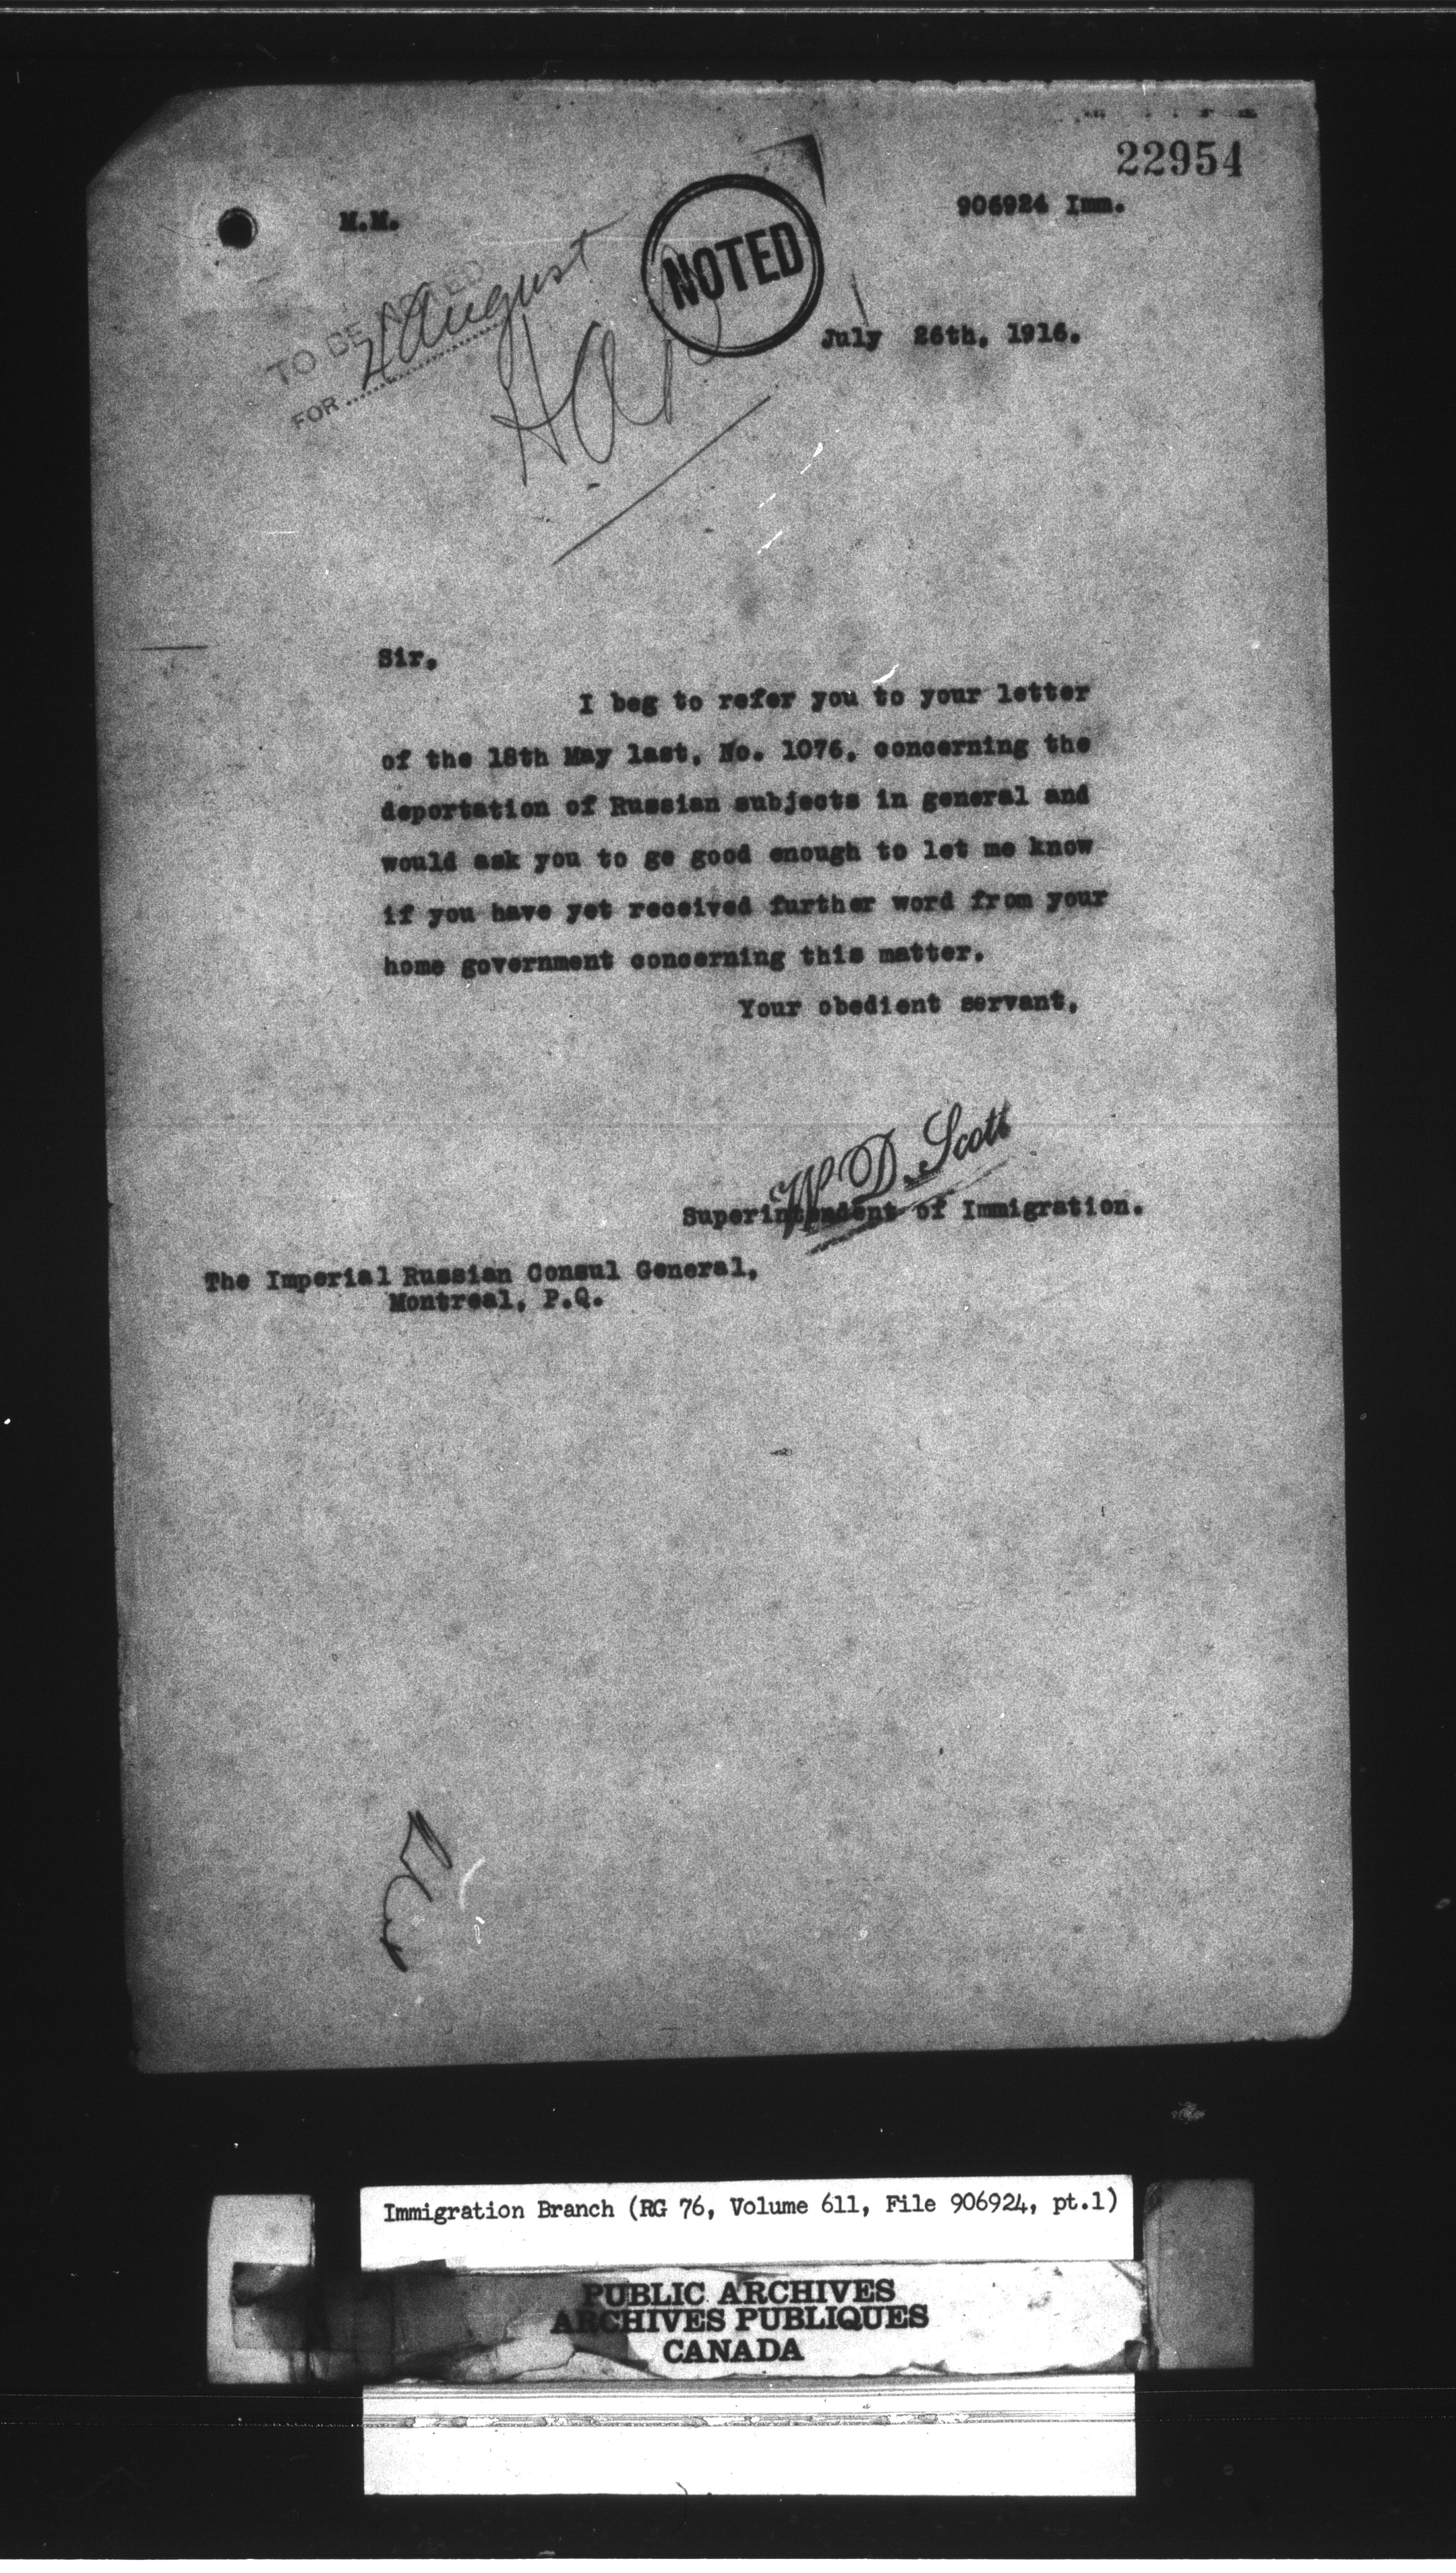 22954
M.M.
906924 Imm.
NOTED
TO BE
4 August
FOR
July 26th, 1916.
Sir,
I beg to refer you to your letter
of the 18th May last, No. 1076, concerning the
deportation of Russian subjects in general and
would ask you to ge good enough to let me know
if you have yet received further word from your
home government concerning this matter.
Your obedient servant,
W. D. Scott
Superintendent of Immigration.
The Imperial Russian Consul General,
Montreal, P.Q.
Immigration Branch (RG 76, Volume 611, File 906924, pt.1)
PUBLIC ARCHIVES
ARCHIVES PUBLIQUES
CANADA